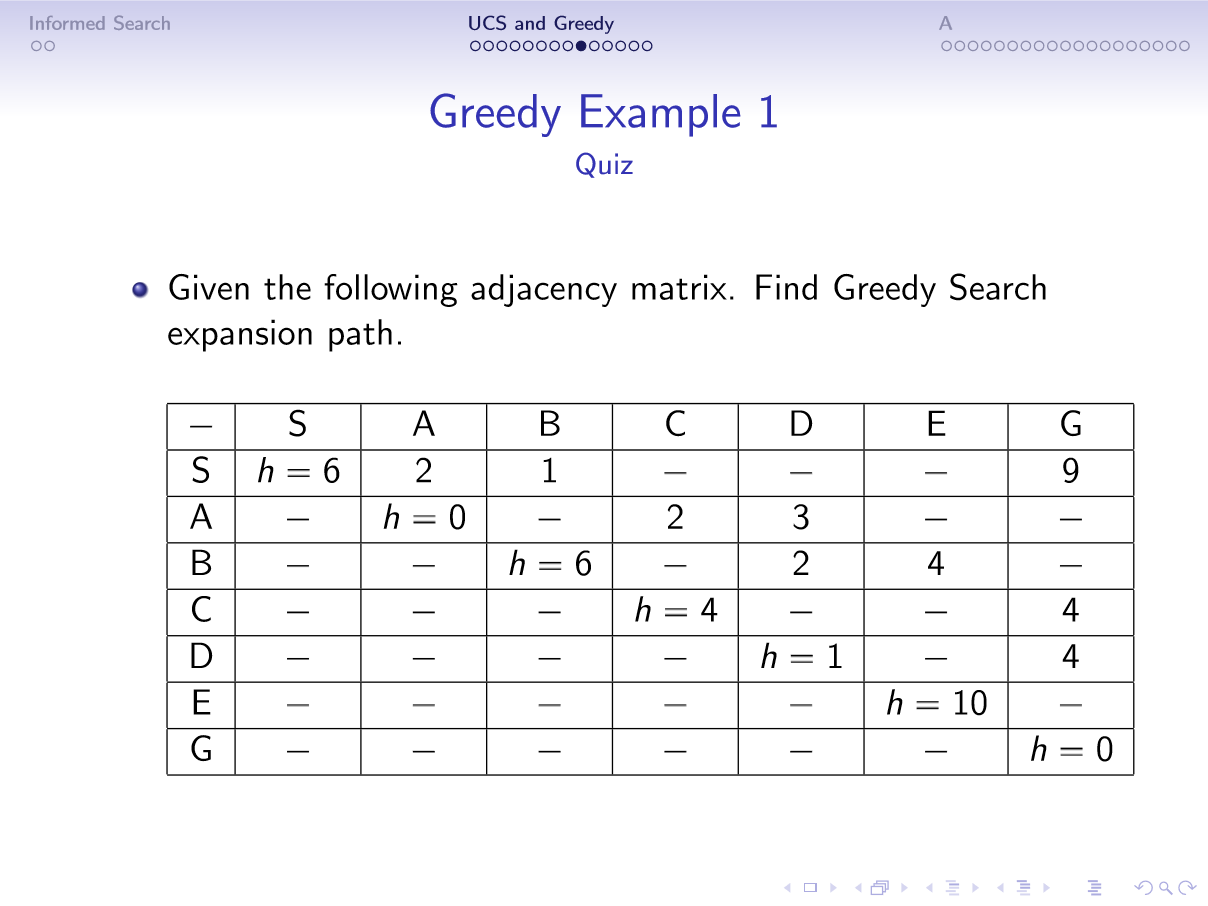 Informed Search UCS and Greedy A
Greedy Example 1
Quiz
Given the following adjacency matrix. Find Greedy Search
expansion path.
– S A B C D E G
S h = 6 2 1 – – – 9
A – h = 0 – 2 3 – –
B – – h = 6 – 2 4 –
C – – – h = 4 – – 4
D – – – – h = 1 – 4
E – – – – – h = 10 –
G – – – – – – h = 0